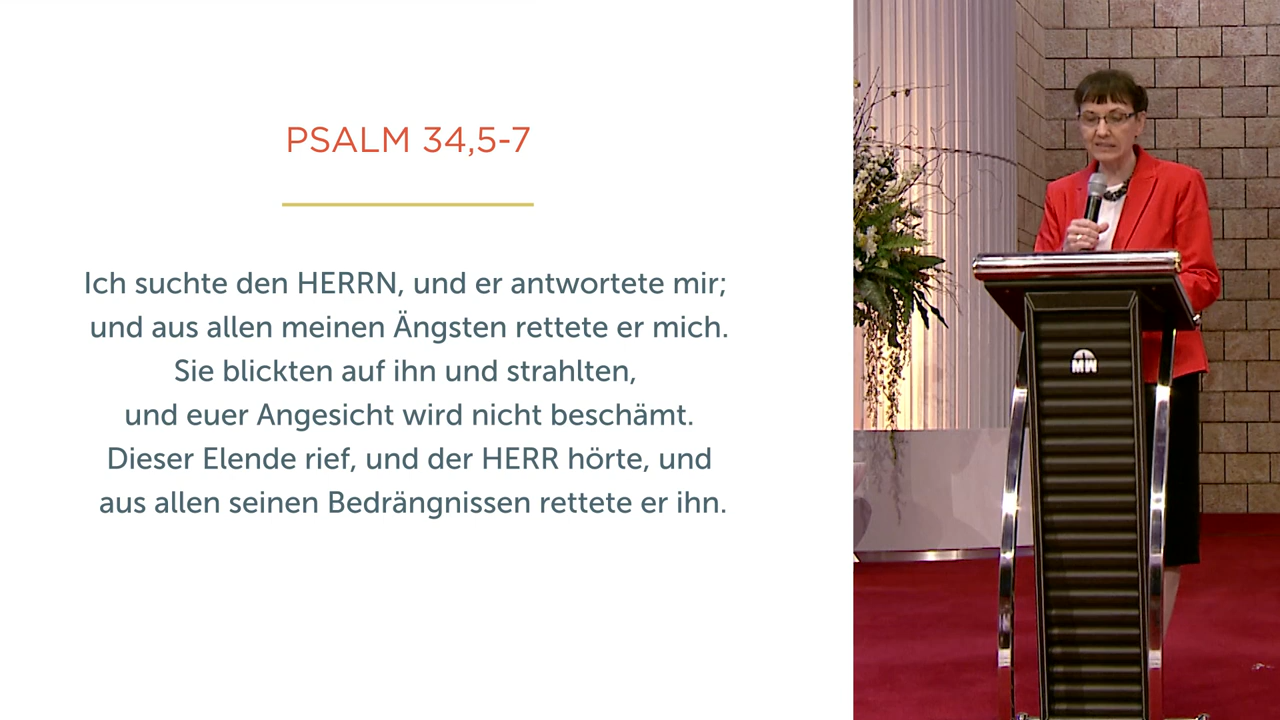 PSALM 34,5-7
Ich suchte den HERRN, und er antwortete mir;
und aus allen meinen Ängsten rettete er mich.
Sie blickten auf ihn und strahlten,
und euer Angesicht wird nicht beschämt.
Dieser Elende rief, und der HERR hörte, und
aus allen seinen Bedrängnissen rettete er ihn.
MW